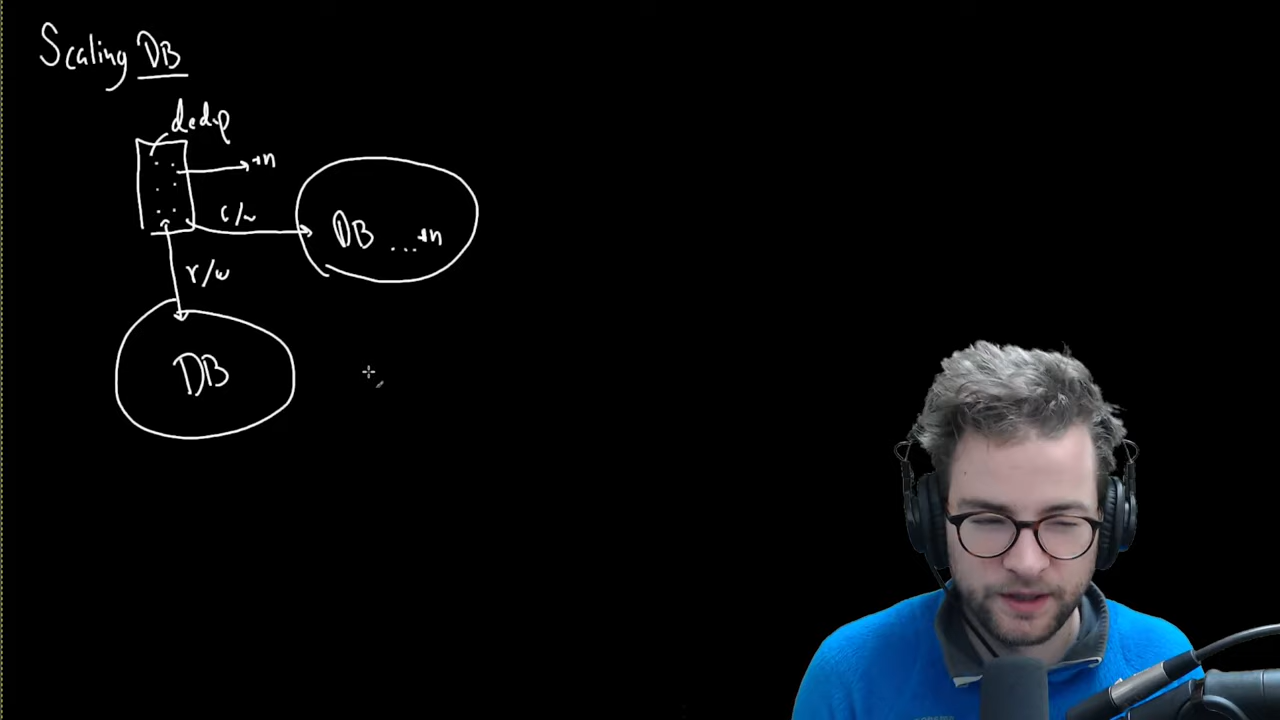 Scaling DB
dedup
+n
r/w
DB ...+n
r/w
DB